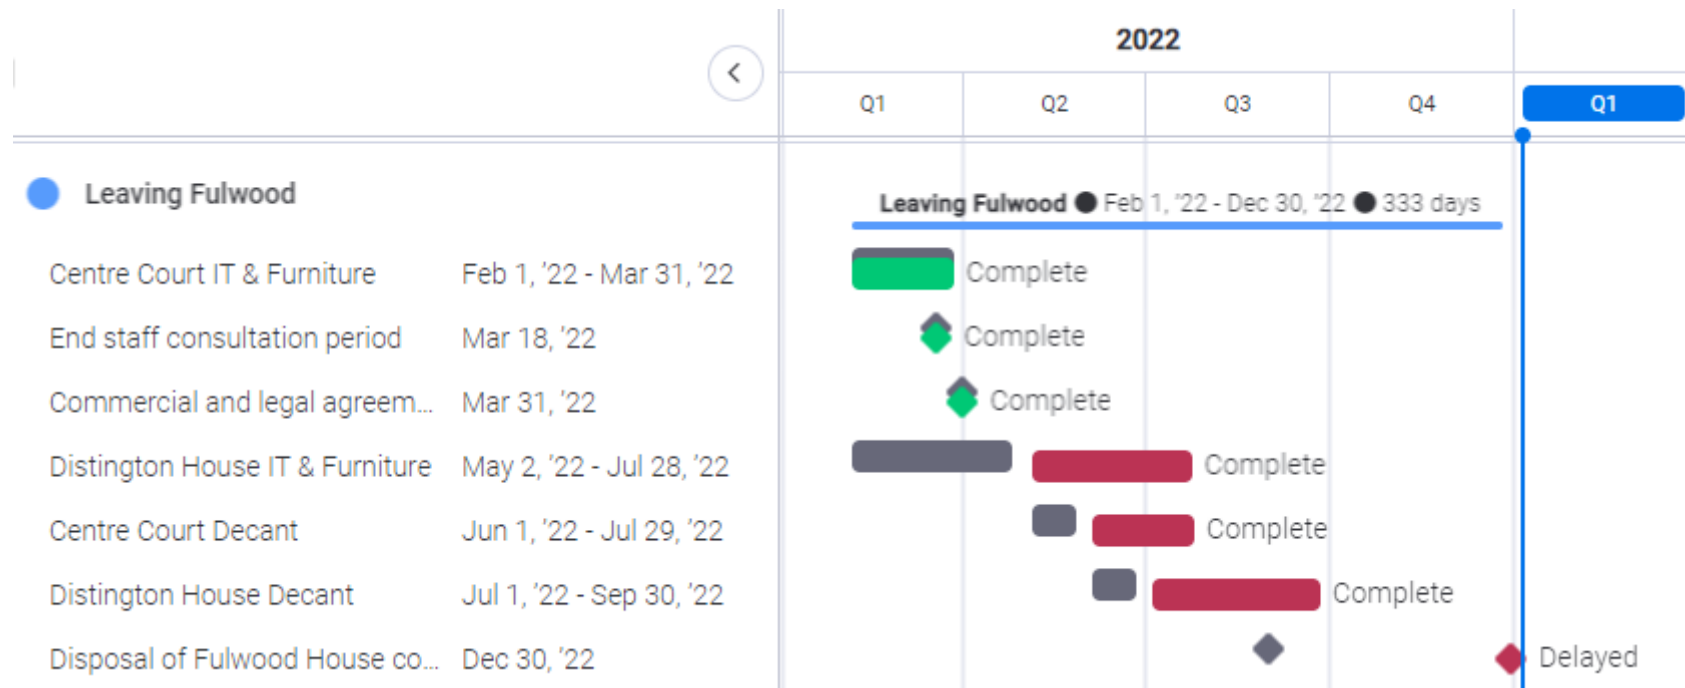 2022
Q1 Q2 Q3 Q4 Q1
Leaving Fulwood
Leaving Fulwood ● Feb 1, '22 - Dec 30, '22 ● 333 days
Centre Court IT & Furniture Feb 1, '22 - Mar 31, '22 Complete
End staff consultation period Mar 18, '22 Complete
Commercial and legal agreem... Mar 31, '22 Complete
Distington House IT & Furniture May 2, '22 - Jul 28, '22 Complete
Centre Court Decant Jun 1, '22 - Jul 29, '22 Complete
Distington House Decant Jul 1, '22 - Sep 30, '22 Complete
Disposal of Fulwood House co... Dec 30, '22 Delayed